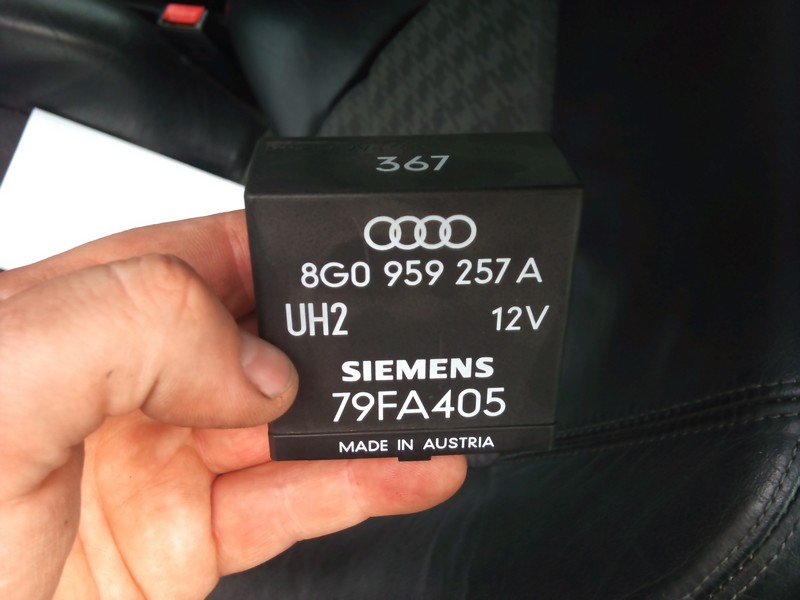 367
8G0 959 257 A
UH2 12V
SIEMENS
79FA405
MADE IN AUSTRIA